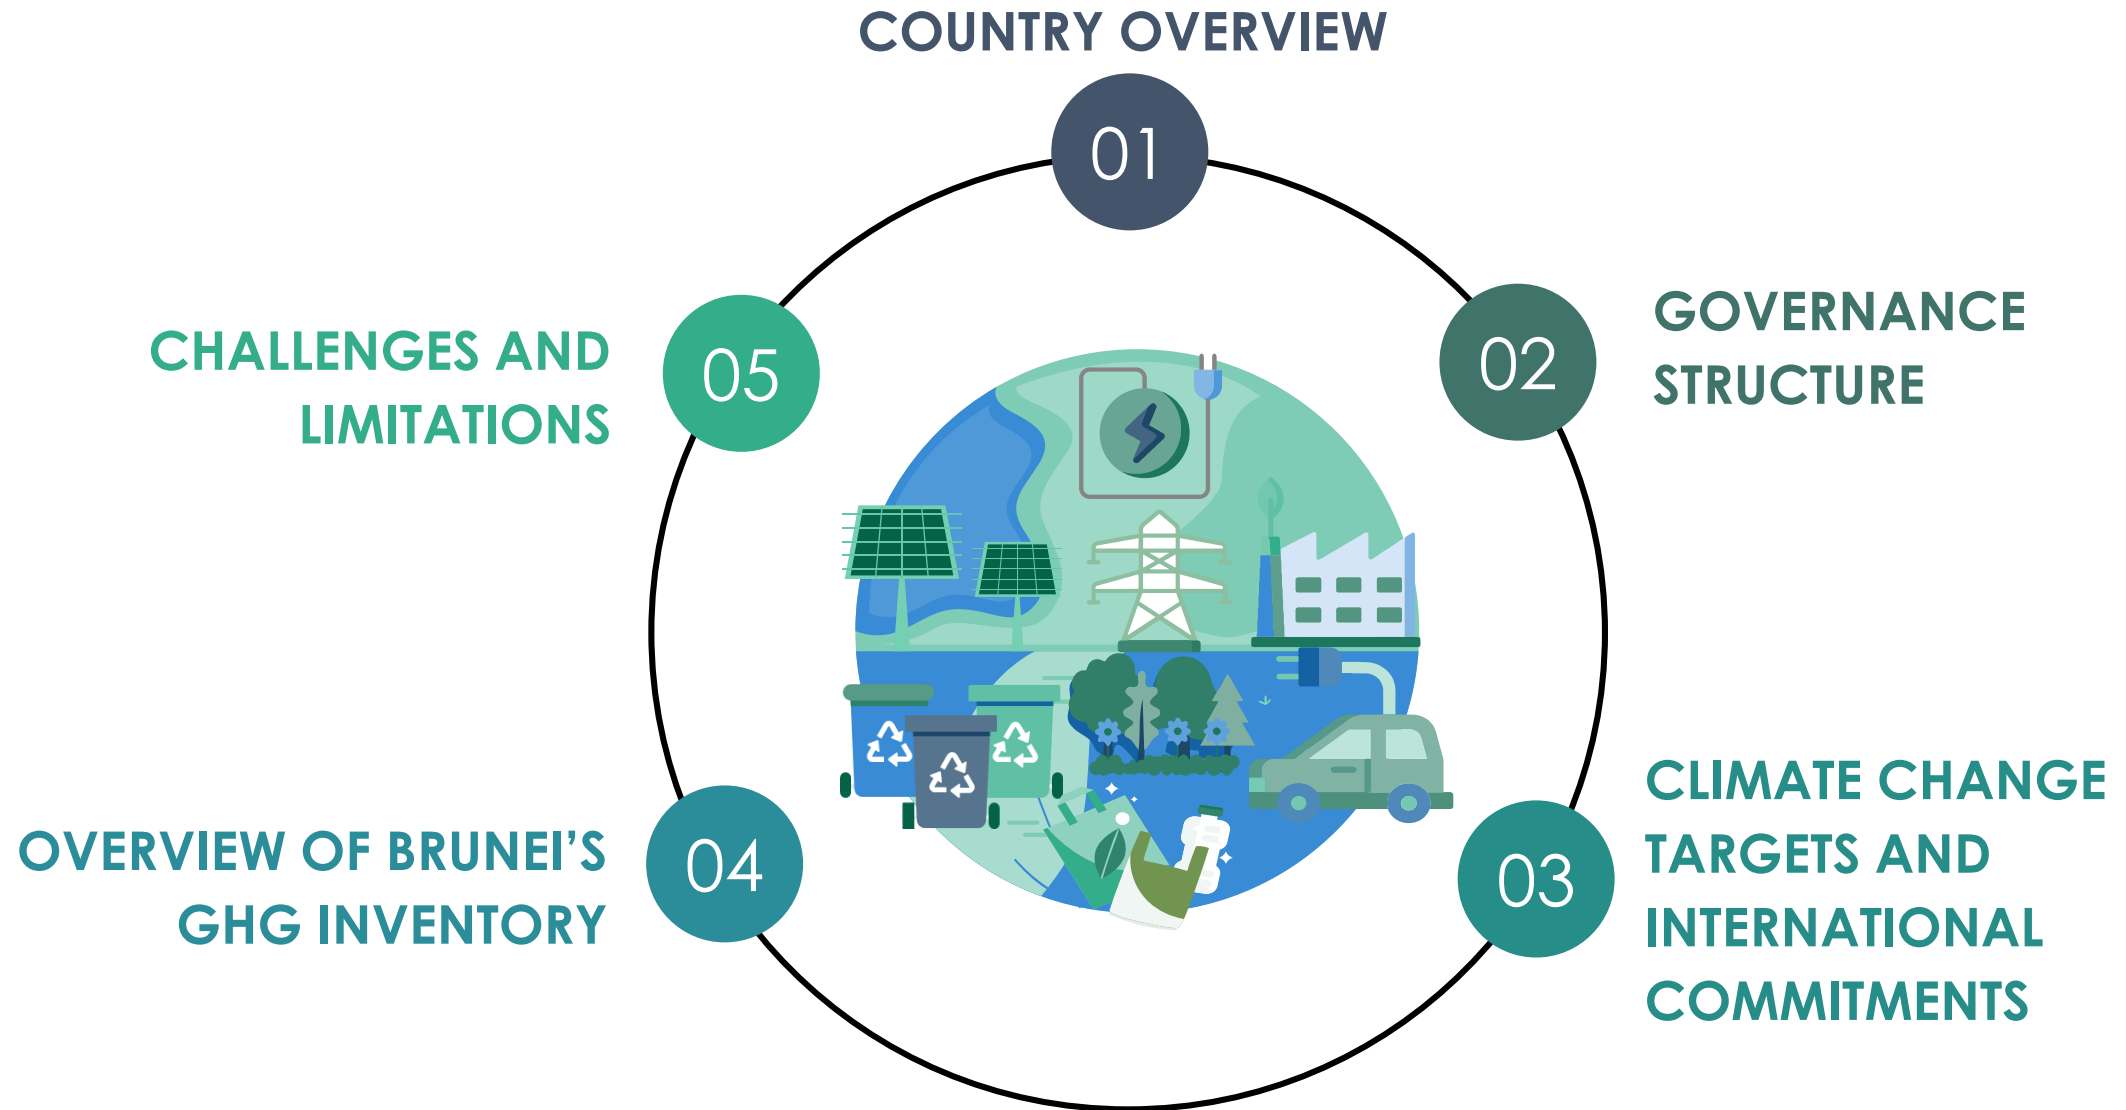 COUNTRY OVERVIEW
01
02
GOVERNANCE
STRUCTURE
03
CLIMATE CHANGE
TARGETS AND
INTERNATIONAL
COMMITMENTS
04
OVERVIEW OF BRUNEI’S
GHG INVENTORY
05
CHALLENGES AND
LIMITATIONS